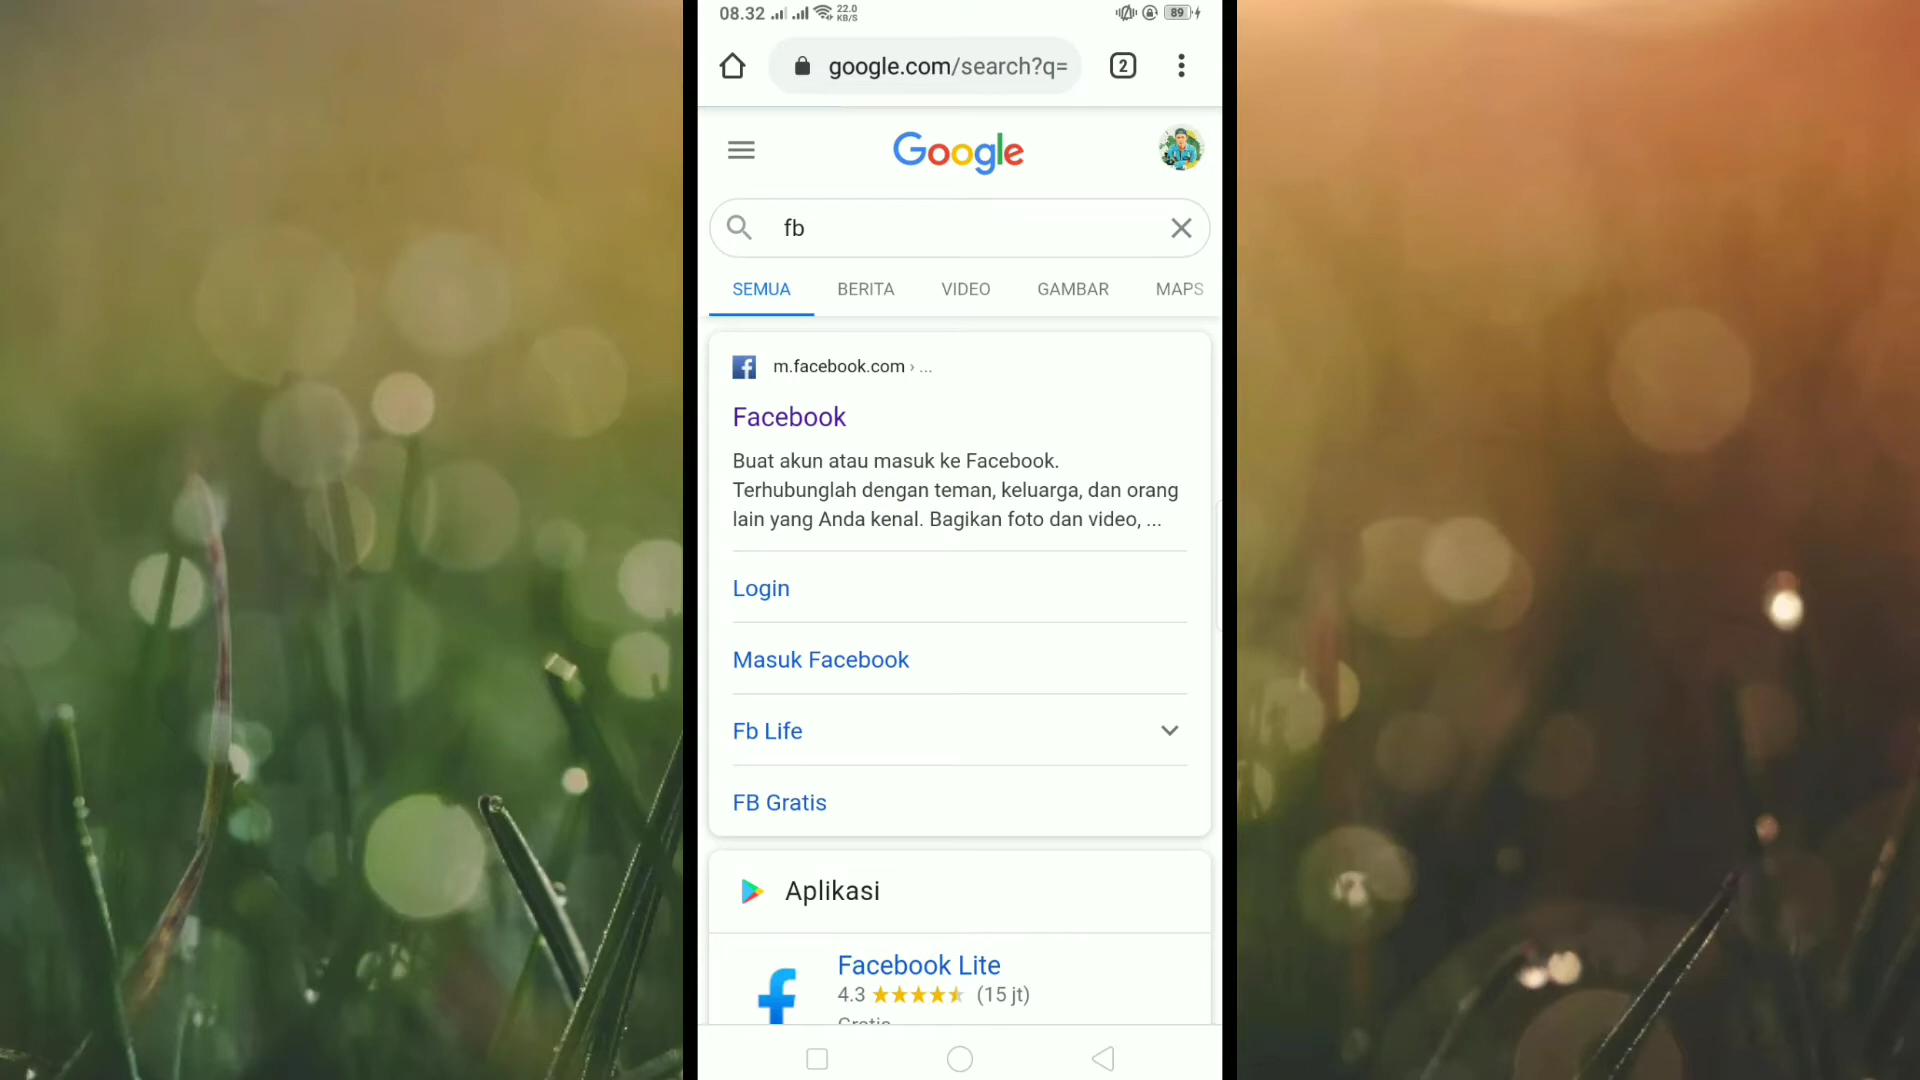 08.32 22.0 KB/S 89
google.com/search?q= 2
Google
fb
SEMUA BERITA VIDEO GAMBAR MAPS
m.facebook.com › ...
Facebook
Buat akun atau masuk ke Facebook.
Terhubunglah dengan teman, keluarga, dan orang
lain yang Anda kenal. Bagikan foto dan video, ...
Login
Masuk Facebook
Fb Life
FB Gratis
Aplikasi
Facebook Lite
4.3 (15 jt)
Gratis